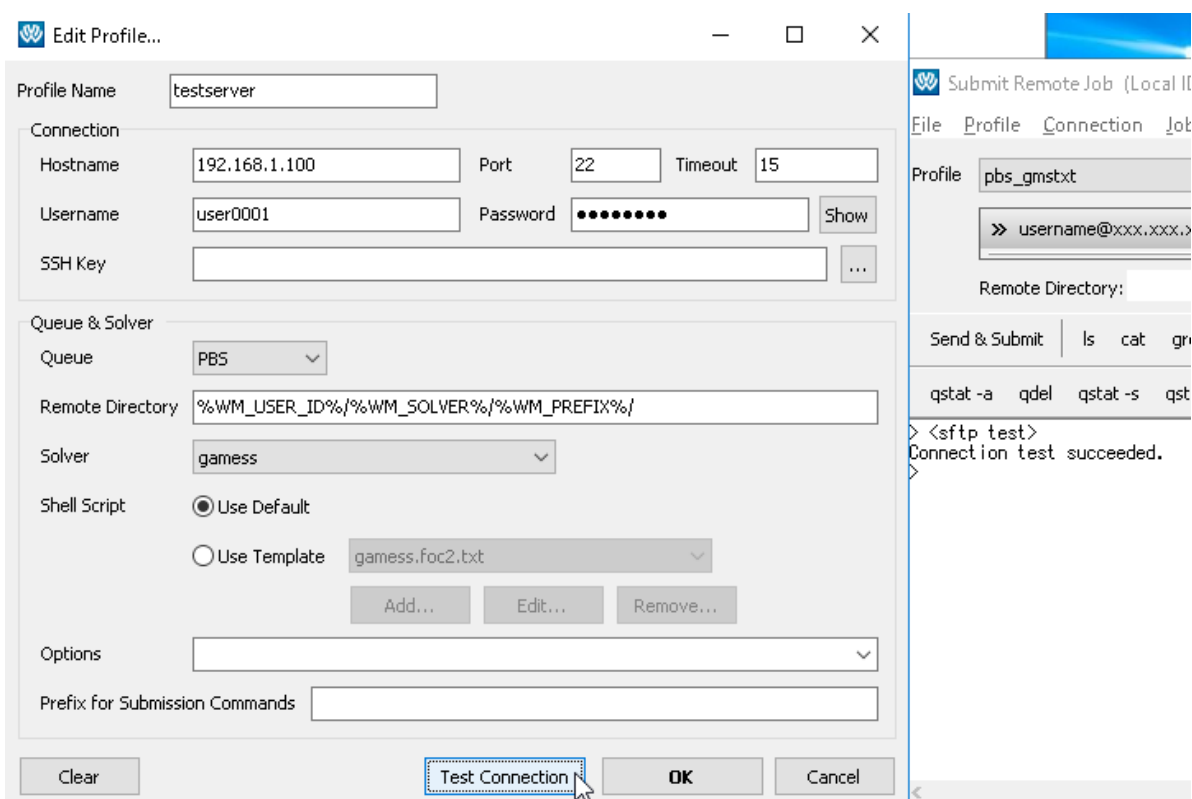 Edit Profile...
Profile Name testserver
Connection
Hostname 192.168.1.100 Port 22 Timeout 15
Username user0001 Password ●●●●●●●● Show
SSH Key ...
Queue & Solver
Queue PBS
Remote Directory %WM_USER_ID%/%WM_SOLVER%/%WM_PREFIX%/
Solver gamess
Shell Script Use Default
Use Template gamess.foc2.txt
Add... Edit... Remove...
Options
Prefix for Submission Commands
Clear Test Connection OK Cancel
Submit Remote Job (Local
File Profile Connection
Profile pbs_gmstxt
>> username@xxx.xxx.x
Remote Directory:
Send & Submit ls cat
qstat -a qdel qstat -s
> <sftp test>
Connection test succeeded.
>